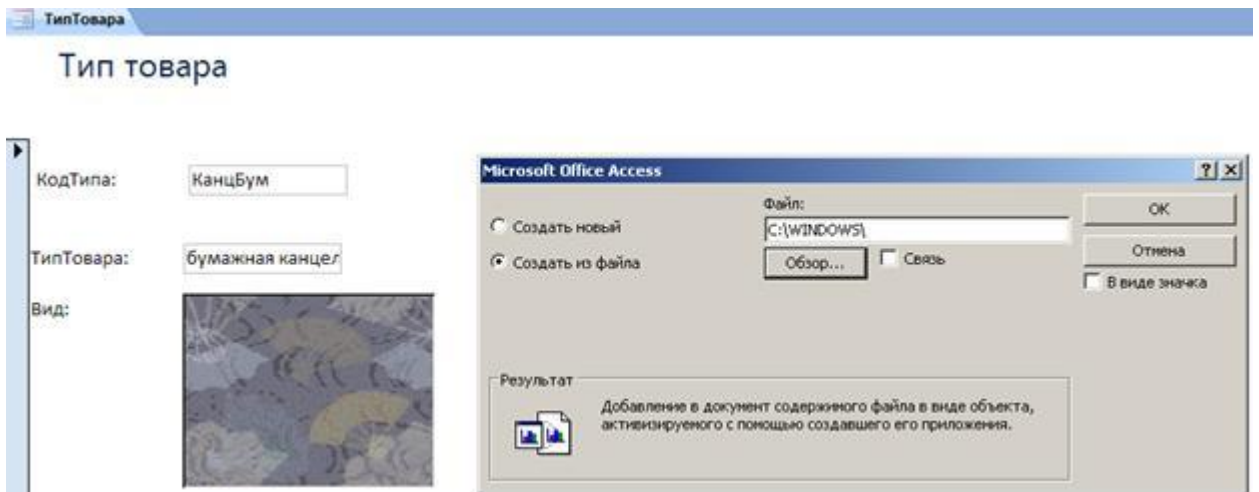 ТипТовара
Тип товара
КодТипа:
КанцБум
ТипТовара:
бумажная канцел
Вид:
Microsoft Office Access
Создать новый
Создать из файла
Файл:
C:\WINDOWS\
Обзор...
Связь
OK
Отмена
В виде значка
Результат
Добавление в документ содержимого файла в виде объекта,
активизируемого с помощью создавшего его приложения.